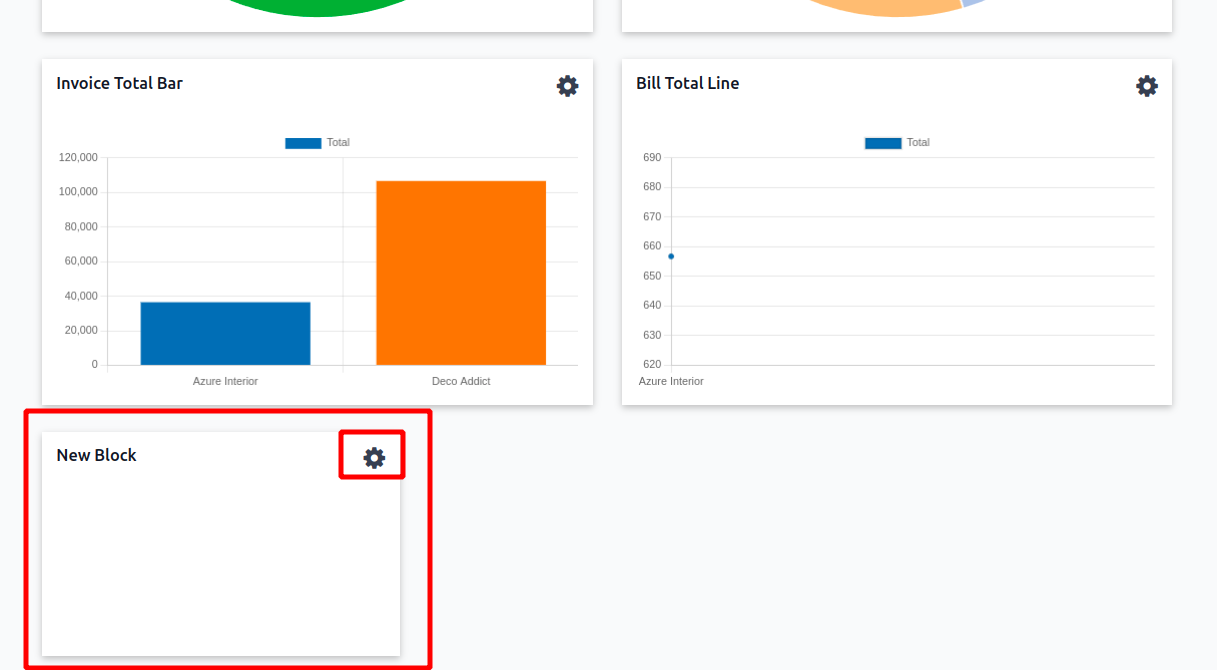 Invoice Total Bar
Total
120,000
100,000
80,000
60,000
40,000
20,000
0
Azure Interior
Deco Addict
Bill Total Line
Total
690
680
670
660
650
640
630
620
Azure Interior
New Block